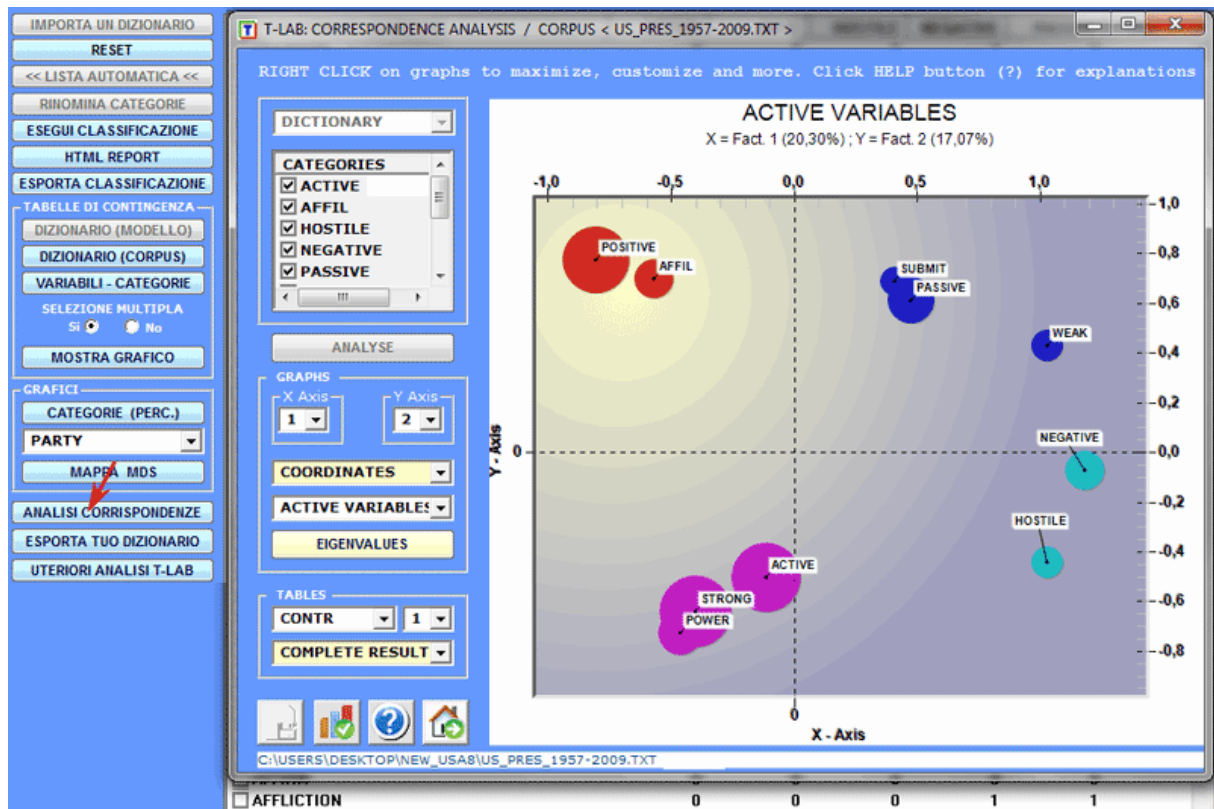 IMPORTA UN DIZIONARIO
RESET
<< LISTA AUTOMATICA <<
RINOMINA CATEGORIE
ESEGUI CLASSIFICAZIONE
HTML REPORT
ESPORTA CLASSIFICAZIONE
TABELLE DI CONTINGENZA
DIZIONARIO (MODELLO)
DIZIONARIO (CORPUS)
VARIABILI - CATEGORIE
SELEZIONE MULTIPLA
Si No
MOSTRA GRAFICO
GRAFICI
CATEGORIE (PERC.)
PARTY
MAPPA MDS
ANALISI CORRISPONDENZE
ESPORTA TUO DIZIONARIO
UTERIORI ANALISI T-LAB
T-LAB: CORRESPONDENCE ANALYSIS / CORPUS < US_PRES_1957-2009.TXT >
RIGHT CLICK on graphs to maximize, customize and more. Click HELP button (?) for explanations
DICTIONARY
CATEGORIES
ACTIVE
AFFIL
HOSTILE
NEGATIVE
PASSIVE
ANALYSE
GRAPHS
X Axis Y Axis
1 2
COORDINATES
ACTIVE VARIABLES
EIGENVALUES
TABLES
CONTR 1
COMPLETE RESULT
ACTIVE VARIABLES
X = Fact. 1 (20,30%) ; Y = Fact. 2 (17,07%)
-1,0 -0,5 0,0 0,5 1,0
1,0
POSITIVE
0,8
AFFIL
SUBMIT
PASSIVE
0,6
WEAK
0,4
0,2
NEGATIVE
Y - Axis
0
0,0
-0,2
HOSTILE
-0,4
ACTIVE
STRONG
-0,6
POWER
-0,8
0
X - Axis
C:\USERS\DESKTOP\NEW_USA8\US_PRES_1957-2009.TXT
AFFLICTION 0 0 0 1 1